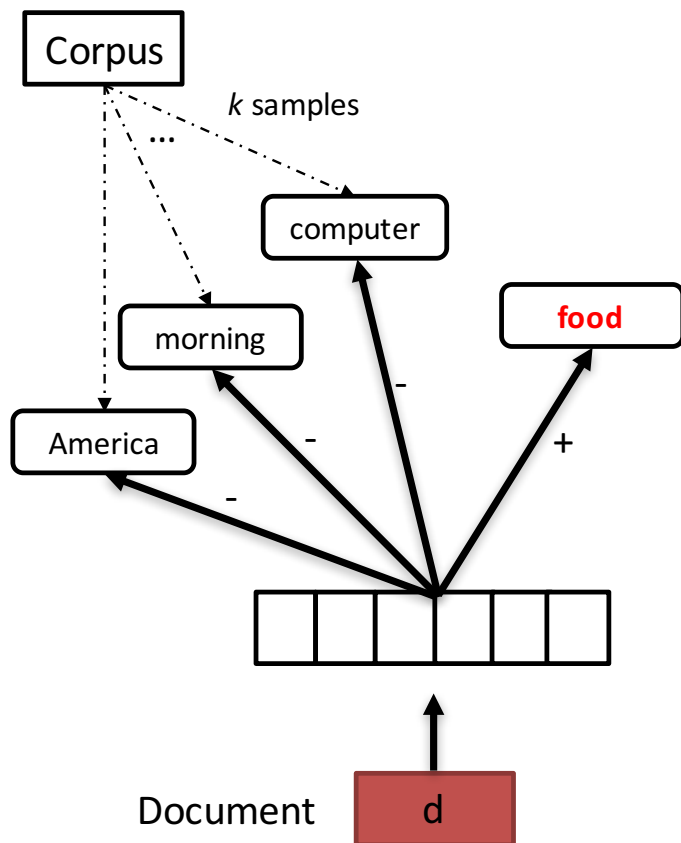 Corpus
k samples
...
computer
food
morning
America
-
-
-
+
Document
d